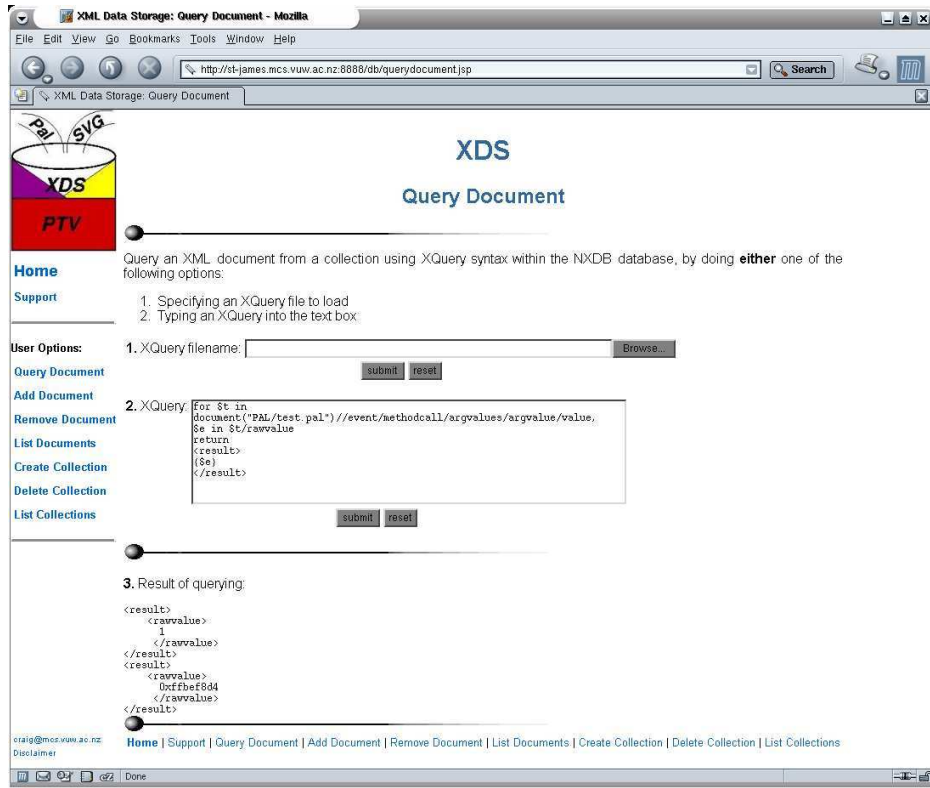 XML Data Storage: Query Document - Mozilla
File Edit View Go Bookmarks Tools Window Help
http://st-james.mcs.vuw.ac.nz:8888/db/querydocument.jsp
Search
XML Data Storage: Query Document
Pal SVG
XDS
PTV
XDS
Query Document
Query an XML document from a collection using XQuery syntax within the NXDB database, by doing either one of the
following options:
1. Specifying an XQuery file to load
2. Typing an XQuery into the text box
Home
Support
User Options:
Query Document
Add Document
Remove Document
List Documents
Create Collection
Delete Collection
List Collections
1. XQuery filename:
Browse...
submit reset
2. XQuery:
for $t in
document("PAL/test.pal")//event/methodcall/argvalues/argvalue/value,
$e in $t/rawvalue
return
<result>
{$e}
</result>
submit reset
3. Result of querying:
<result>
<rawvalue>
1
</rawvalue>
</result>
<result>
<rawvalue>
0xffbef8d4
</rawvalue>
</result>
craig@mcs.vuw.ac.nz
Disclaimer
Home | Support | Query Document | Add Document | Remove Document | List Documents | Create Collection | Delete Collection | List Collections
Done